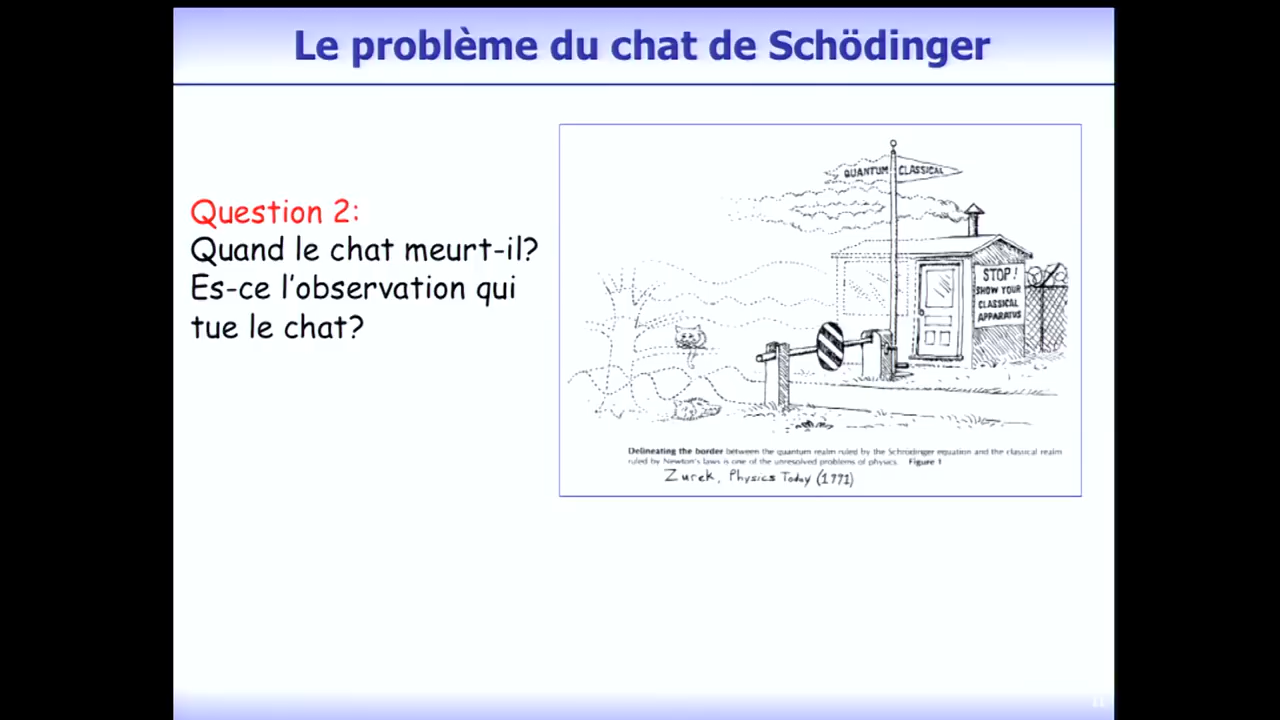 Le problème du chat de Schödinger
Question 2:
Quand le chat meurt-il?
Es-ce l'observation qui
tue le chat?
QUANTUM CLASSICAL
STOP!
SHOW YOUR
CLASSICAL
APPARATUS
Delineating the border between the quantum realm ruled by the Schrödinger equation and the classical realm
ruled by Newton's laws is one of the unresolved problems of physics. Figure 1
Zurek, Physics Today (1991)
11